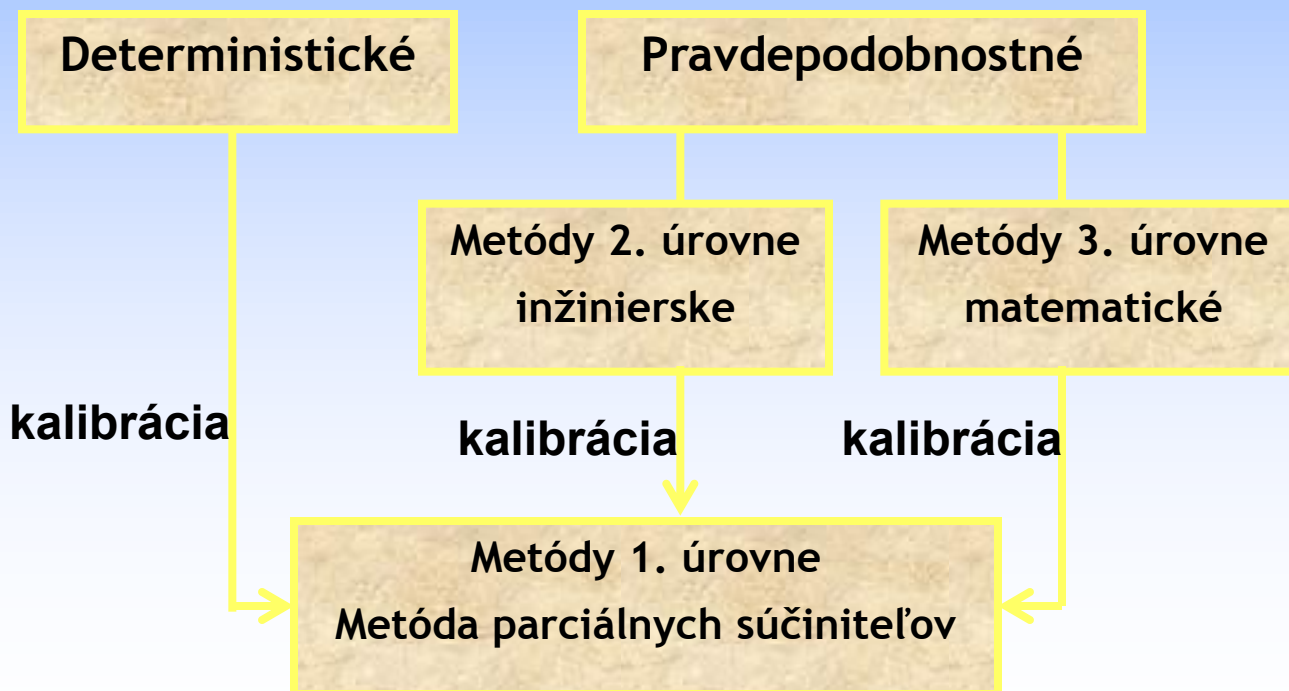 Deterministické
Pravdepodobnostné
Metódy 2. úrovne
inžinierske
Metódy 3. úrovne
matematické
kalibrácia
kalibrácia
kalibrácia
Metódy 1. úrovne
Metóda parciálnych súčiniteľov